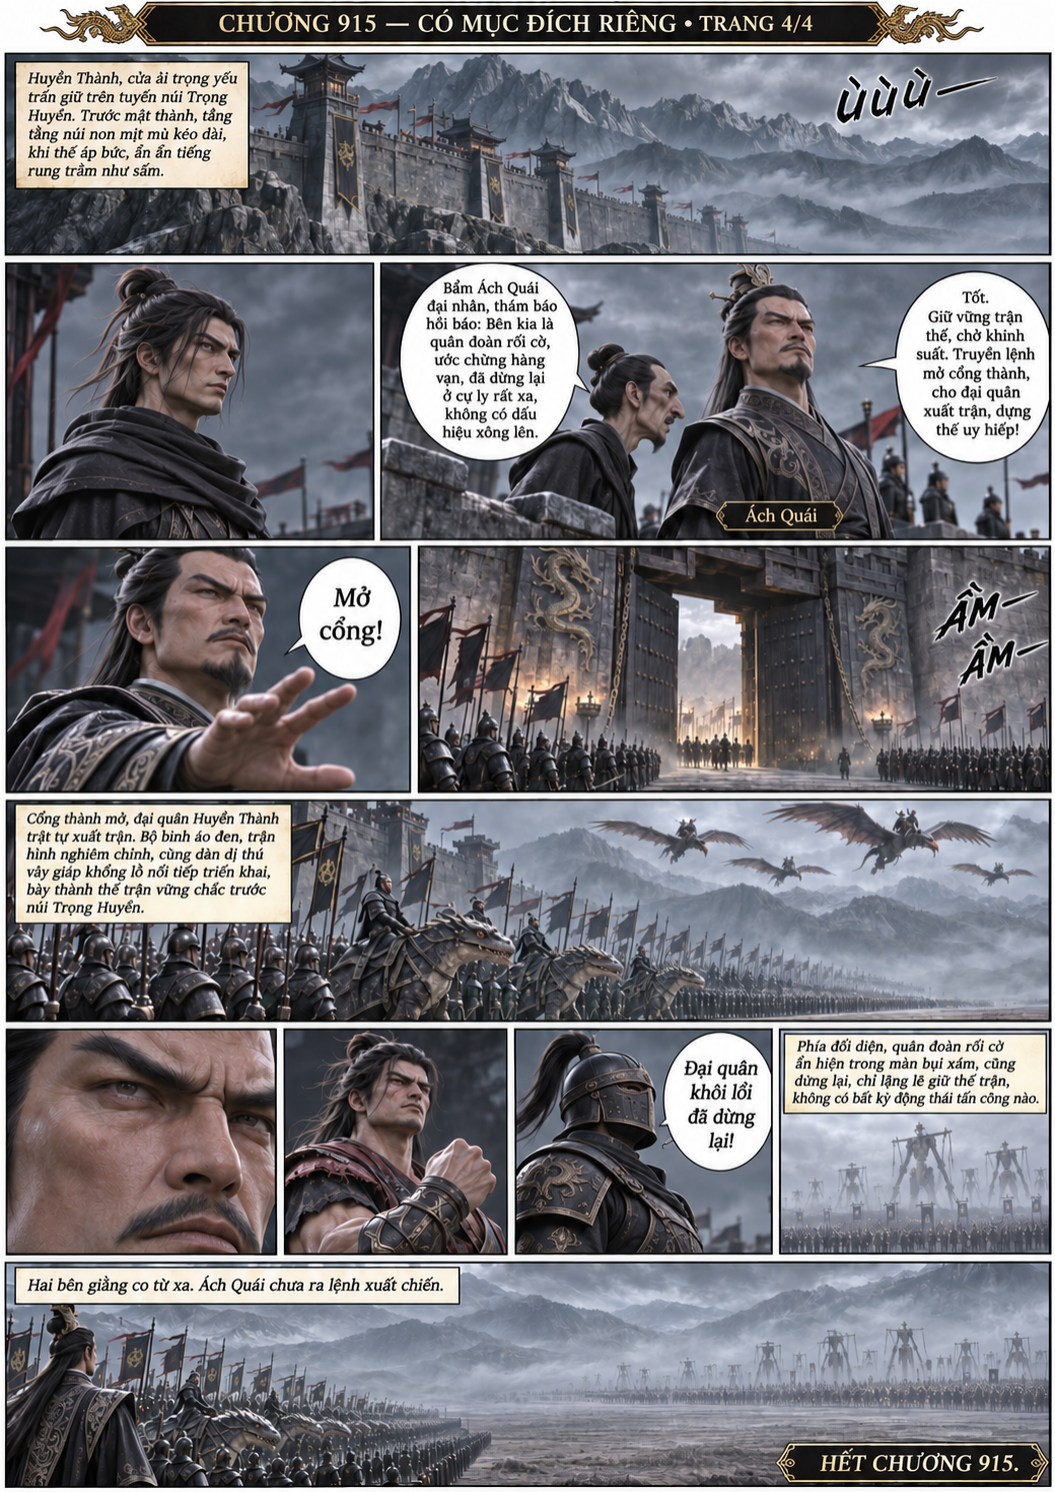 CHƯƠNG 915 — CÓ MỤC ĐÍCH RIÊNG • TRANG 4/4
Huyền Thành, cửa ải trọng yếu
trấn giữ trên tuyến núi Trọng
Huyền. Trước mặt thành, tầng
tầng núi non mịt mù kéo dài,
khi thế áp bức, ẩn ẩn tiếng
rung trầm như sấm.
ÙÙÙ—
Bẩm Ách Quái
đại nhân, thám báo
hồi báo: Bên kia là
quân đoàn rối cờ,
ước chừng hàng
vạn, đã dừng lại
ở cự ly rất xa,
không có dấu
hiệu xông lên.
Tốt.
Giữ vững trận
thế, chở khinh
suất. Truyền lệnh
mở cổng thành,
cho đại quân
xuất trận, dựng
thế uy hiếp!
Ách Quái
Mở
cổng!
ẦM—
ẦM—
Cổng thành mở, đại quân Huyền Thành
trật tự xuất trận. Bộ binh áo đen, trận
hình nghiêm chỉnh, cùng dàn dị thú
vây giáp khổng lồ nối tiếp triển khai,
bày thành thế trận vững chắc trước
núi Trọng Huyền.
Đại quân
khôi lỗi
đã dừng
lại!
Phía đối diện, quân đoàn rối cờ
ẩn hiện trong màn bụi xám, cũng
dừng lại, chỉ lặng lẽ giữ thế trận,
không có bất kỳ động thái tấn công nào.
Hai bên giằng co từ xa. Ách Quái chưa ra lệnh xuất chiến.
HẾT CHƯƠNG 915.